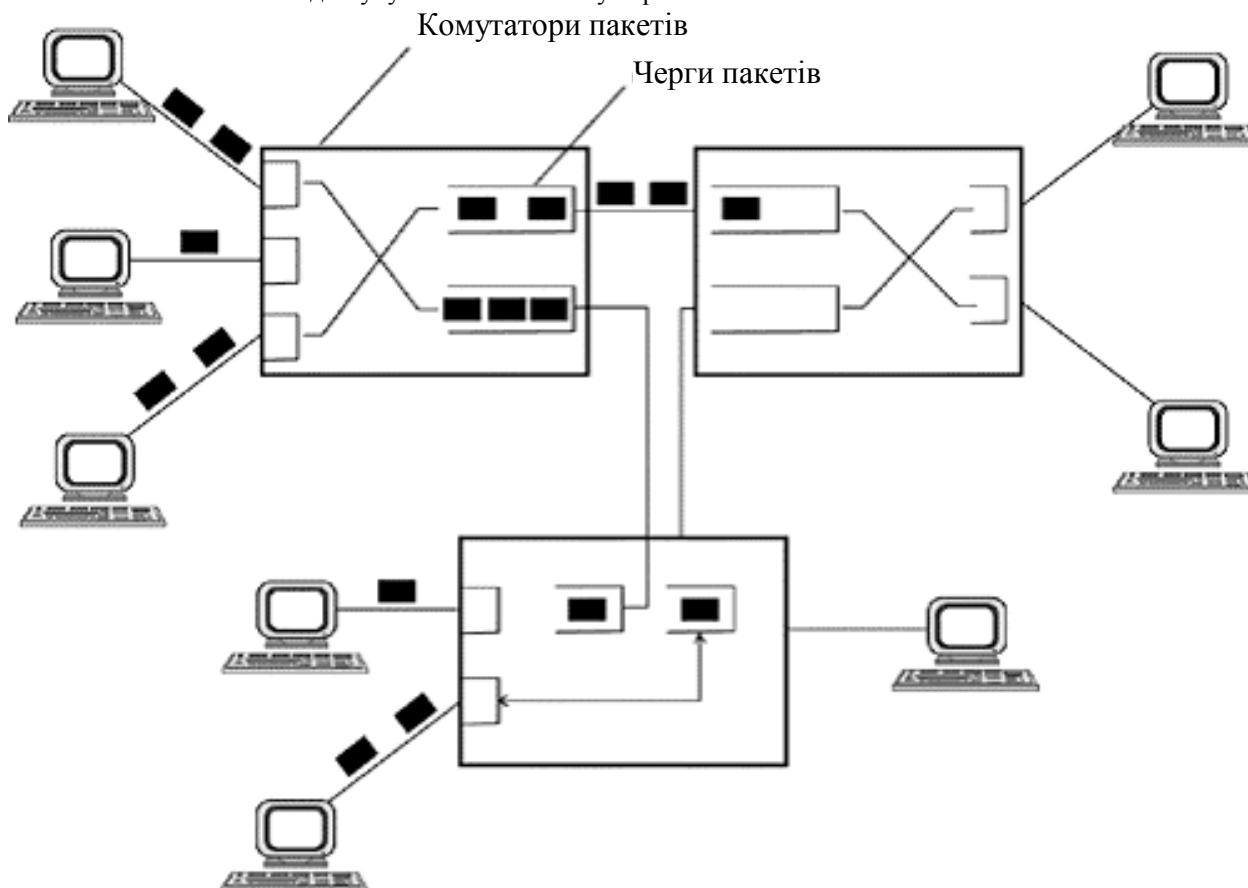 Комутатори пакетів
Черги пакетів